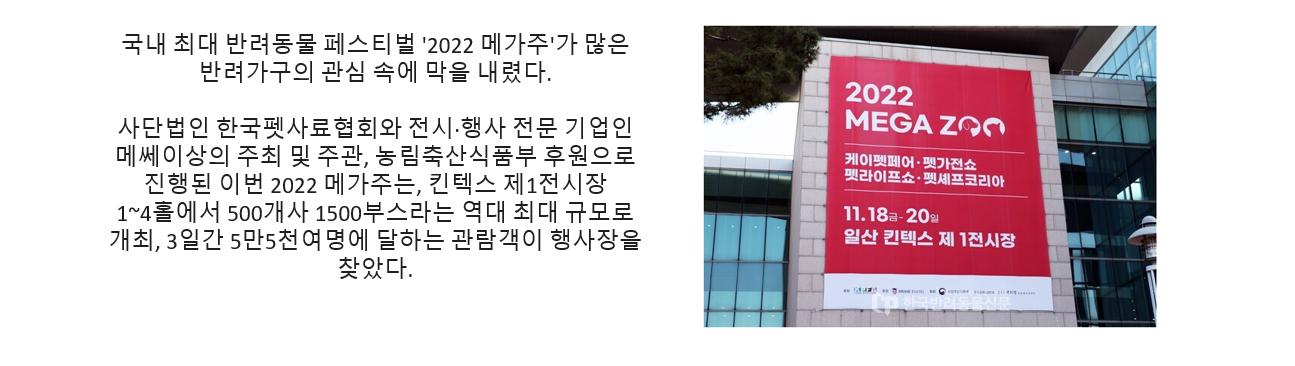 국내 최대 반려동물 페스티벌 '2022 메가주'가 많은
반려가구의 관심 속에 막을 내렸다.
사단법인 한국펫사료협회와 전시·행사 전문 기업인
메쎄이상의 주최 및 주관, 농림축산식품부 후원으로
진행된 이번 2022 메가주는, 킨텍스 제1전시장
1~4홀에서 500개사 1500부스라는 역대 최대 규모로
개최, 3일간 5만5천여명에 달하는 관람객이 행사장을
찾았다.
2022
MEGA ZOO
케이펫페어·펫가전쇼
펫라이프쇼·펫셰프코리아
11.18금- 20일
일산 킨텍스 제 1전시장
한국반려동물신문